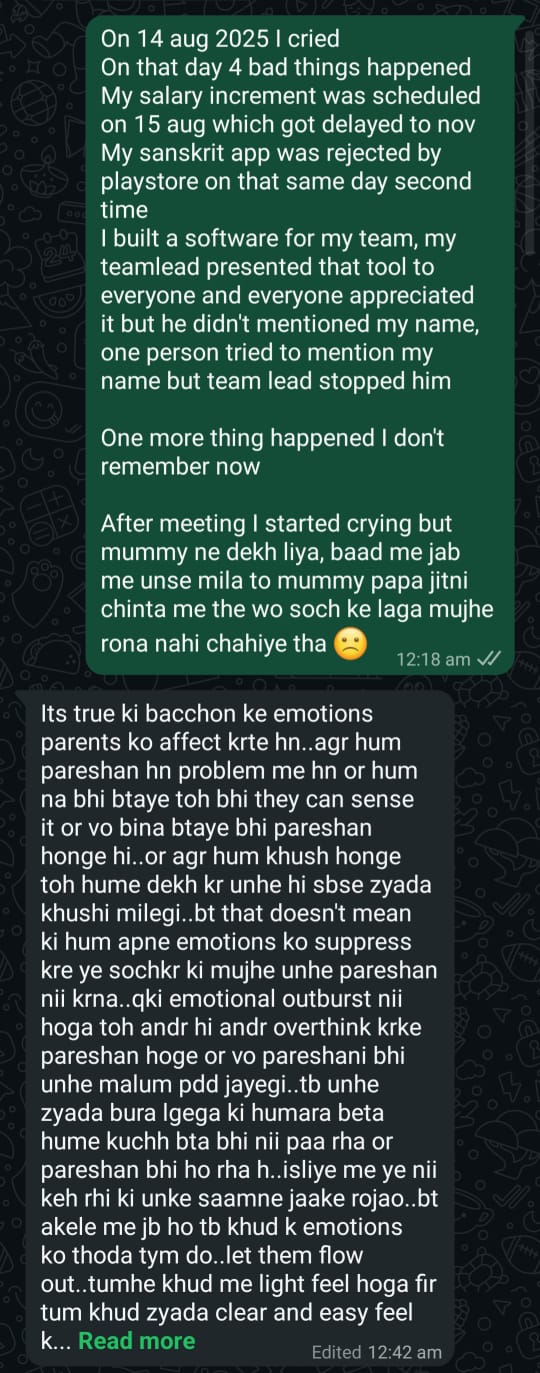 On 14 aug 2025 I cried
On that day 4 bad things happened
My salary increment was scheduled
on 15 aug which got delayed to nov
My sanskrit app was rejected by
playstore on that same day second
time
I built a software for my team, my
teamlead presented that tool to
everyone and everyone appreciated
it but he didn't mentioned my name,
one person tried to mention my
name but team lead stopped him
One more thing happened I don't
remember now
After meeting I started crying but
mummy ne dekh liya, baad me jab
me unse mila to mummy papa jitni
chinta me the wo soch ke laga mujhe
rona nahi chahiye tha 🙁
12:18 am
Its true ki bacchon ke emotions
parents ko affect krte hn..agr hum
pareshan hn problem me hn or hum
na bhi btaye toh bhi they can sense
it or vo bina btaye bhi pareshan
honge hi..or agr hum khush honge
toh hume dekh kr unhe hi sbse zyada
khushi milegi..bt that doesn't mean
ki hum apne emotions ko suppress
kre ye sochkr ki mujhe unhe pareshan
nii krna..qki emotional outburst nii
hoga toh andr hi andr overthink krke
pareshan hoge or vo pareshani bhi
unhe malum pdd jayegi..tb unhe
zyada bura lgega ki humara beta
hume kuchh bta bhi nii paa rha or
pareshan bhi ho rha h..isliye me ye nii
keh rhi ki unke saamne jaake rojao..bt
akele me jb ho tb khud k emotions
ko thoda tym do..let them flow
out..tumhe khud me light feel hoga fir
tum khud zyada clear and easy feel
k... Read more
Edited 12:42 am